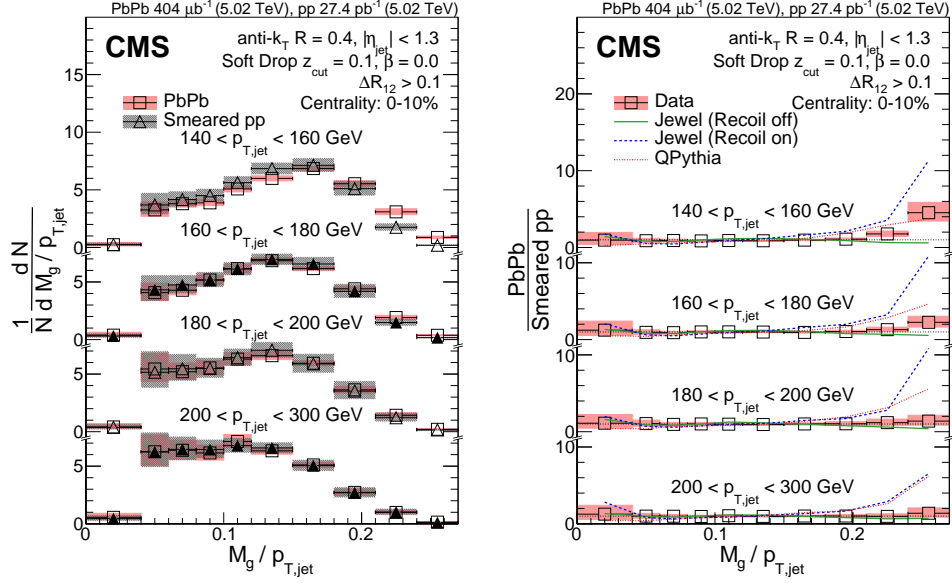 PbPb 404 μb⁻¹ (5.02 TeV), pp 27.4 pb⁻¹ (5.02 TeV)
CMS
anti-k_T R = 0.4, |η_jet| < 1.3
Soft Drop z_cut = 0.1, β = 0.0
ΔR_12 > 0.1
Centrality: 0-10%
PbPb
Smeared pp
140 < p_T,jet < 160 GeV
160 < p_T,jet < 180 GeV
180 < p_T,jet < 200 GeV
200 < p_T,jet < 300 GeV
1/N dN/d M_g / p_T,jet
15
10
5
5
5
5
0
0.1
0.2
M_g / p_T,jet
PbPb 404 μb⁻¹ (5.02 TeV), pp 27.4 pb⁻¹ (5.02 TeV)
CMS
anti-k_T R = 0.4, |η_jet| < 1.3
Soft Drop z_cut = 0.1, β = 0.0
ΔR_12 > 0.1
Centrality: 0-10%
Data
Jewel (Recoil off)
Jewel (Recoil on)
QPythia
140 < p_T,jet < 160 GeV
160 < p_T,jet < 180 GeV
180 < p_T,jet < 200 GeV
200 < p_T,jet < 300 GeV
PbPb
Smeared pp
20
10
2
10
2
10
2
10
2
0
0
0.1
0.2
M_g / p_T,jet